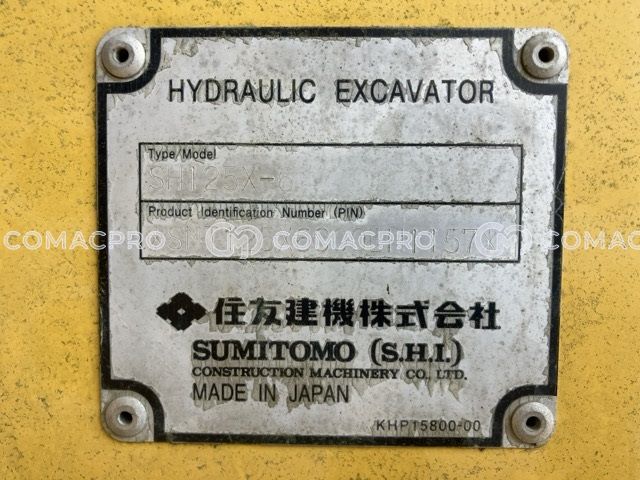 HYDRAULIC EXCAVATOR
Type/Model
SH125X-6
Product Identification Number (PIN)
COMACPRO COMACPRO COMACPRO
住友建機株式会社
SUMITOMO (S.H.I.)
CONSTRUCTION MACHINERY CO., LTD.
MADE IN JAPAN
KHP15800-00